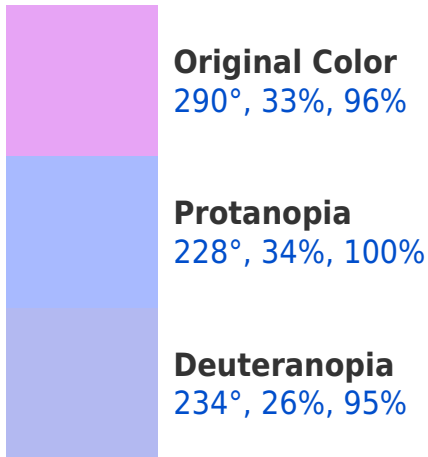 Original Color
290°, 33%, 96%
Protanopia
228°, 34%, 100%
Deuteranopia
234°, 26%, 95%